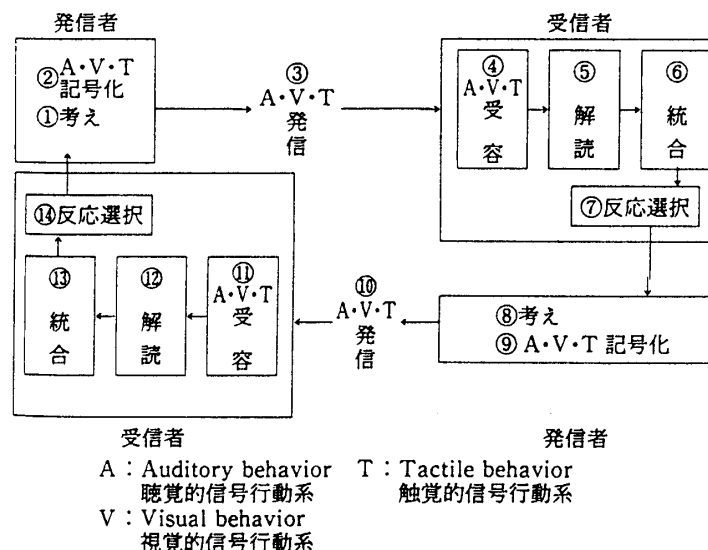 発信者
② A・V・T
記号化
①考え
③
A・V・T
発
信
受信者
④
A・V・T
受
容
⑤
解
読
⑥
統
合
⑦反応選択
⑧考え
⑨ A・V・T 記号化
発信者
⑩
A・V・T
発
信
⑪
A・V・T
受
容
⑫
解
読
⑬
統
合
⑭反応選択
受信者
A：Auditory behavior
聴覚的信号行動系
T：Tactile behavior
触覚的信号行動系
V：Visual behavior
視覚的信号行動系